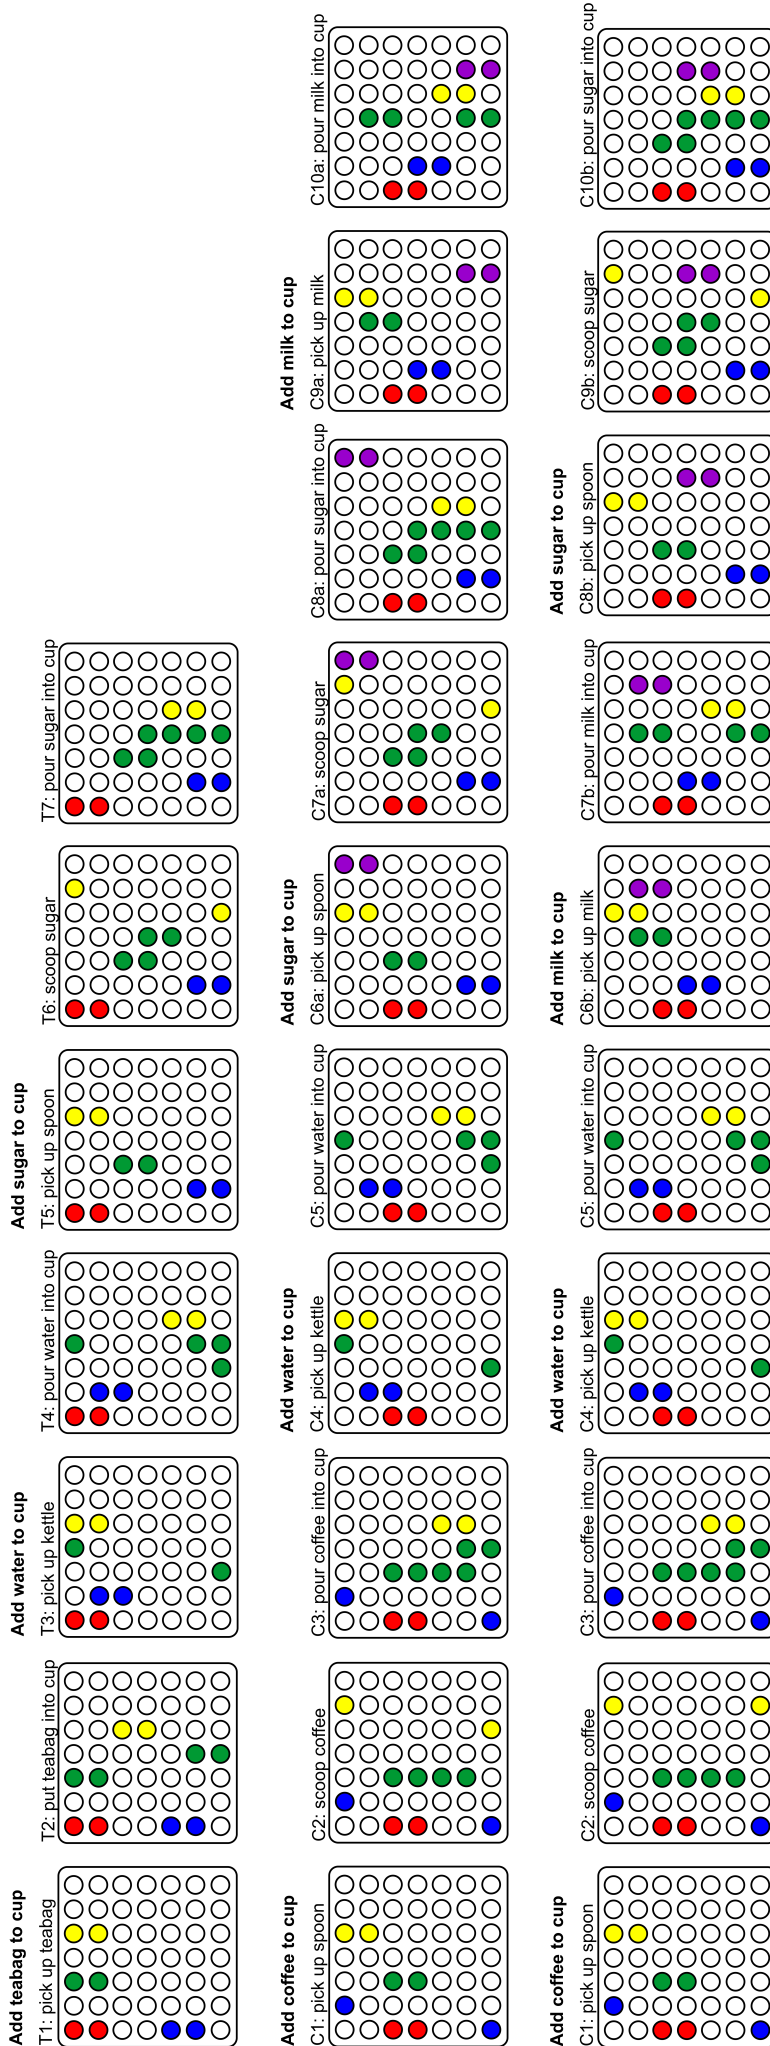 Add teabag to cup
T1: pick up teabag
T2: put teabag into cup
Add water to cup
T3: pick up kettle
T4: pour water into cup
Add sugar to cup
T5: pick up spoon
T6: scoop sugar
T7: pour sugar into cup
Add coffee to cup
C1: pick up spoon
C2: scoop coffee
C3: pour coffee into cup
Add water to cup
C4: pick up kettle
C5: pour water into cup
Add sugar to cup
C6a: pick up spoon
C7a: scoop sugar
C8a: pour sugar into cup
Add milk to cup
C9a: pick up milk
C10a: pour milk into cup
Add coffee to cup
C1: pick up spoon
C2: scoop coffee
C3: pour coffee into cup
Add water to cup
C4: pick up kettle
C5: pour water into cup
Add milk to cup
C6b: pick up milk
C7b: pour milk into cup
Add sugar to cup
C8b: pick up spoon
C9b: scoop sugar
C10b: pour sugar into cup